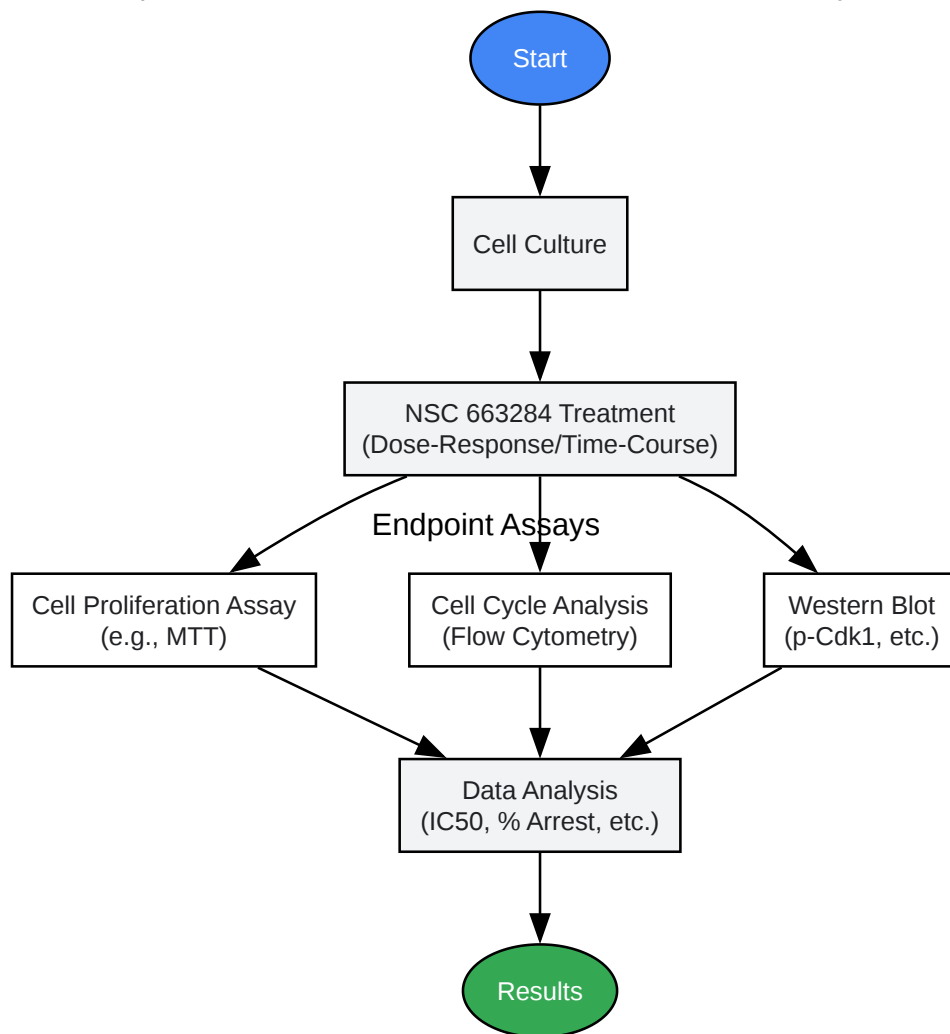 Start
Cell Culture
NSC 663284 Treatment
(Dose-Response/Time-Course)
Endpoint Assays
Cell Proliferation Assay
(e.g., MTT)
Cell Cycle Analysis
(Flow Cytometry)
Western Blot
(p-Cdk1, etc.)
Data Analysis
(IC50, % Arrest, etc.)
Results